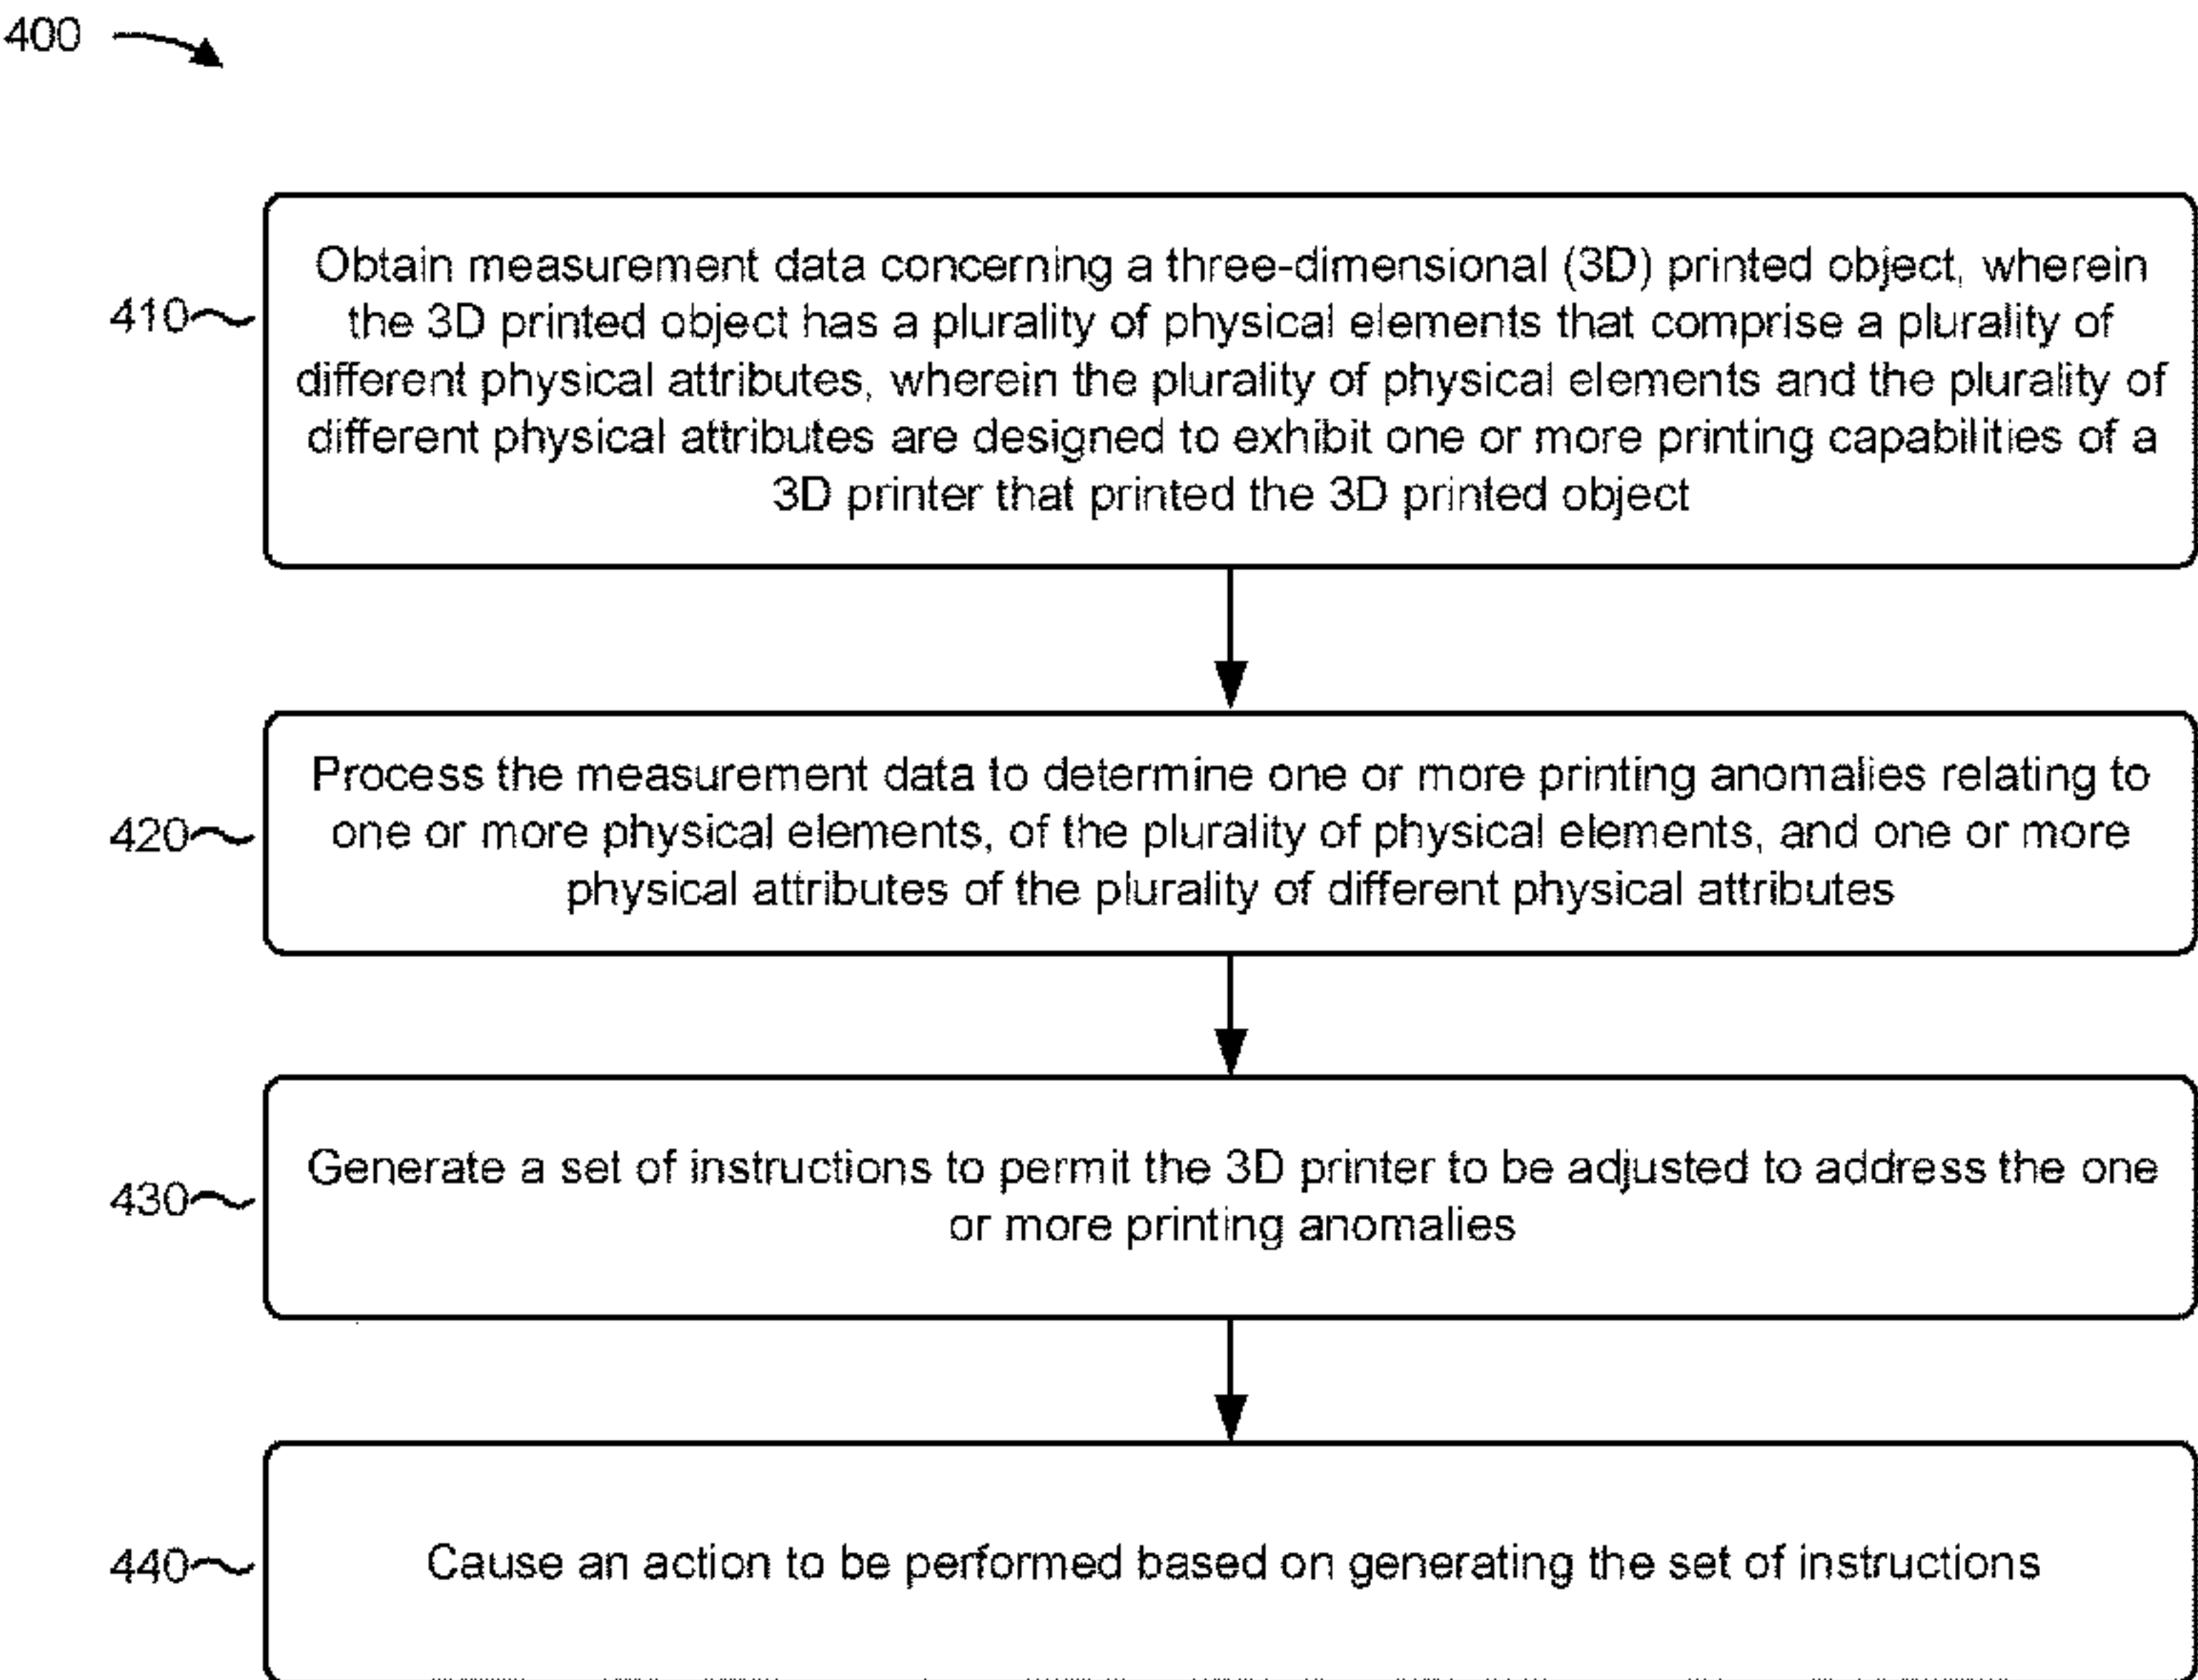 400
410
Obtain measurement data concerning a three-dimensional (3D) printed object, wherein
the 3D printed object has a plurality of physical elements that comprise a plurality of
different physical attributes, wherein the plurality of physical elements and the plurality of
different physical attributes are designed to exhibit one or more printing capabilities of a
3D printer that printed the 3D printed object
420
Process the measurement data to determine one or more printing anomalies relating to
one or more physical elements, of the plurality of physical elements, and one or more
physical attributes of the plurality of different physical attributes
430
Generate a set of instructions to permit the 3D printer to be adjusted to address the one
or more printing anomalies
440
Cause an action to be performed based on generating the set of instructions